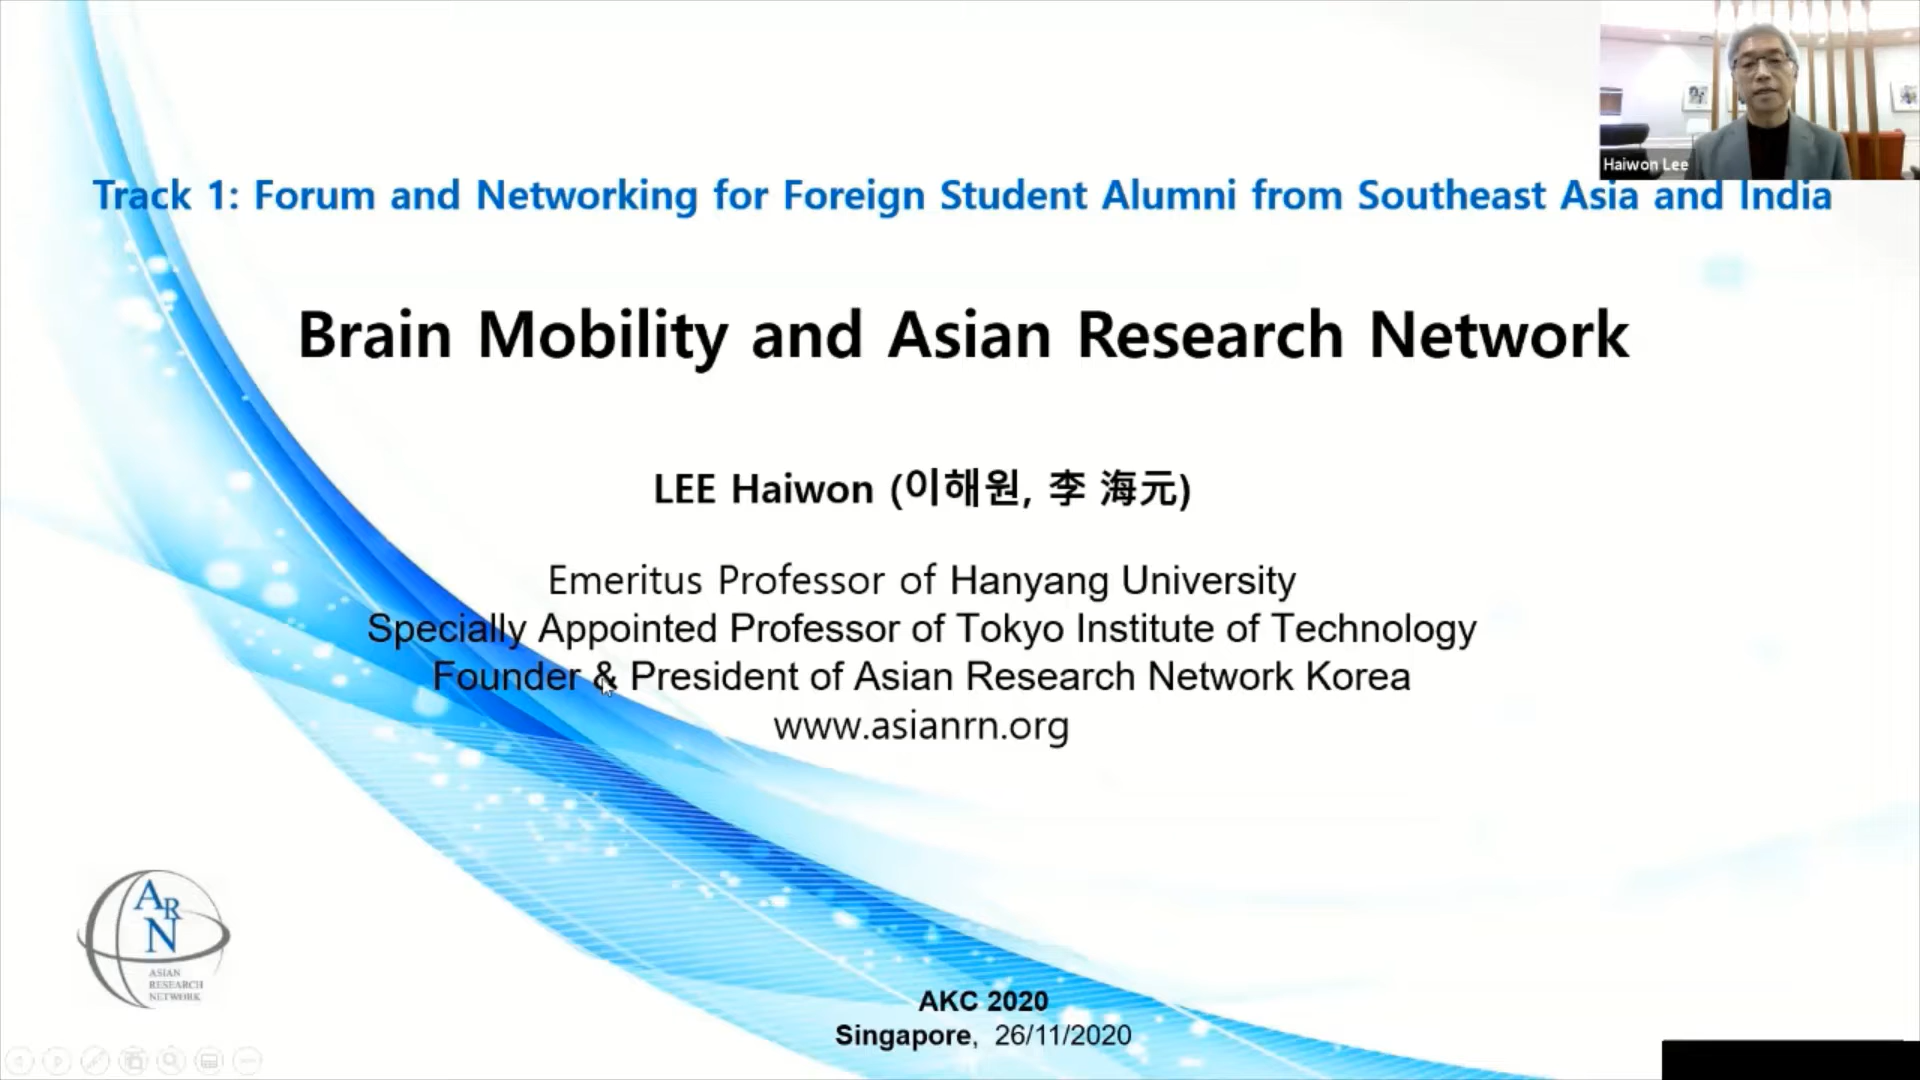 Haiwon Lee
Track 1: Forum and Networking for Foreign Student Alumni from Southeast Asia and India
Brain Mobility and Asian Research Network
LEE Haiwon (이해원, 李 海元)
Emeritus Professor of Hanyang University
Specially Appointed Professor of Tokyo Institute of Technology
Founder & President of Asian Research Network Korea
www.asianrn.org
A
R
N
ASIAN
RESEARCH
NETWORK
AKC 2020
Singapore, 26/11/2020